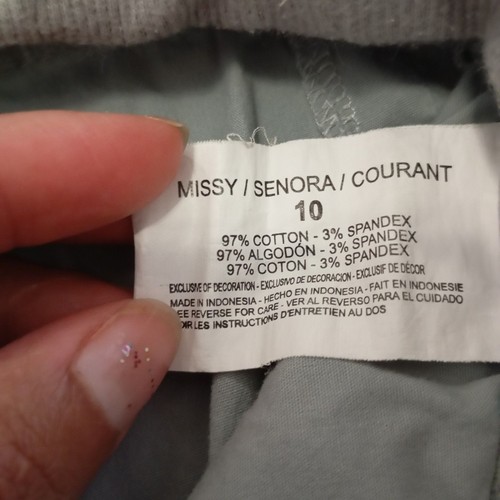 MISSY / SENORA / COURANT
10
97% COTTON - 3% SPANDEX
97% ALGODÓN - 3% SPANDEX
97% COTON - 3% SPANDEX
EXCLUSIVE OF DECORATION - EXCLUSIVO DE DECORACION - EXCLUSIF DE DÉCOR
MADE IN INDONESIA - HECHO EN INDONESIA - FAIT EN INDONESIE
EE REVERSE FOR CARE - VER AL REVERSO PARA EL CUIDADO
OIR LES INSTRUCTIONS D'ENTRETIEN AU DOS